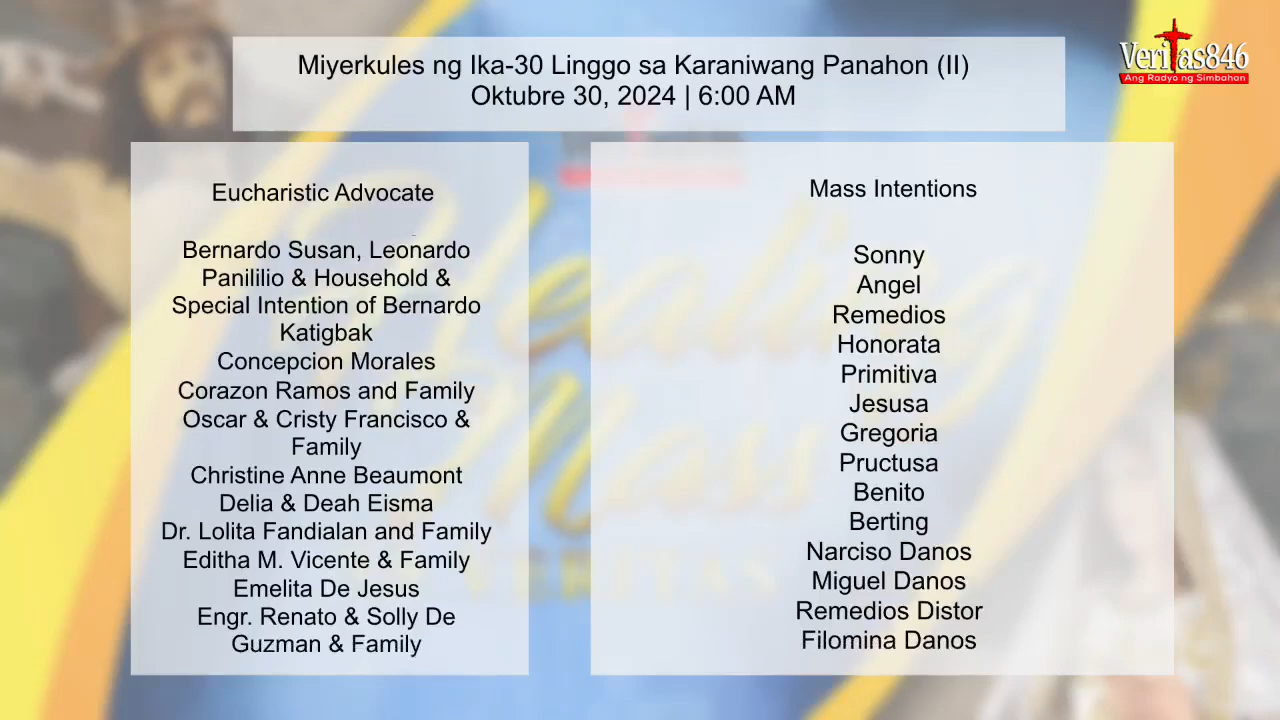 Miyerkules ng Ika-30 Linggo sa Karaniwang Panahon (II)
Oktubre 30, 2024 | 6:00 AM
Veritas846
Ang Radyo ng Simbahan
Eucharistic Advocate
Bernardo Susan, Leonardo
Panililio & Household &
Special Intention of Bernardo
Katigbak
Concepcion Morales
Corazon Ramos and Family
Oscar & Cristy Francisco &
Family
Christine Anne Beaumont
Delia & Deah Eisma
Dr. Lolita Fandialan and Family
Editha M. Vicente & Family
Emelita De Jesus
Engr. Renato & Solly De
Guzman & Family
Mass Intentions
Sonny
Angel
Remedios
Honorata
Primitiva
Jesusa
Gregoria
Pructusa
Benito
Berting
Narciso Danos
Miguel Danos
Remedios Distor
Filomina Danos
Healing
Mass
VERITAS